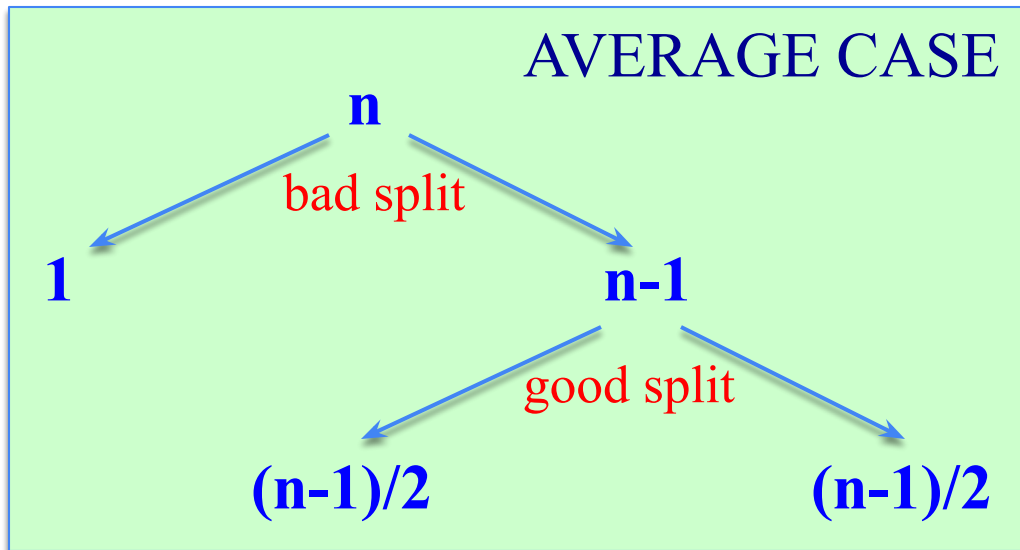 AVERAGE CASE
n
bad split
1
n-1
good split
(n-1)/2
(n-1)/2